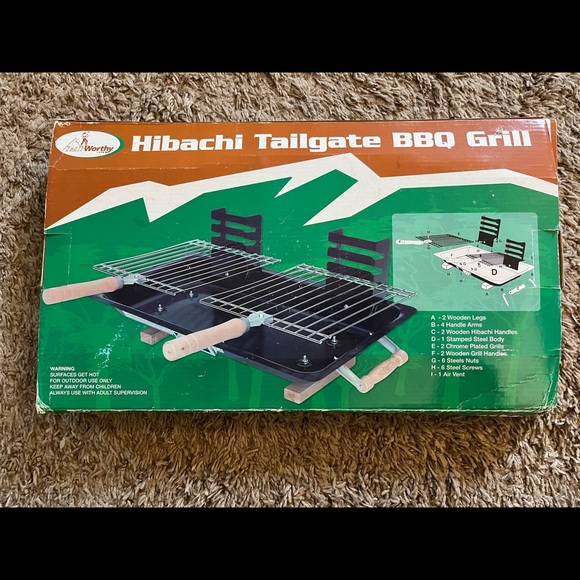 Trail Worthy
Hibachi Tailgate BBQ Grill
D
A - 2 Wooden Legs
B - 4 Handle Arms
C - 2 Wooden Hibachi Handles
D - 1 Stamped Steel Body
E - 2 Chrome Plated Grills
F - 2 Wooden Grill Handles
G - 6 Steels Nuts
H - 6 Steel Screws
I - 1 Air Vent
WARNING
SURFACES GET HOT
FOR OUTDOOR USE ONLY
KEEP AWAY FROM CHILDREN
ALWAYS USE WITH ADULT SUPERVISION